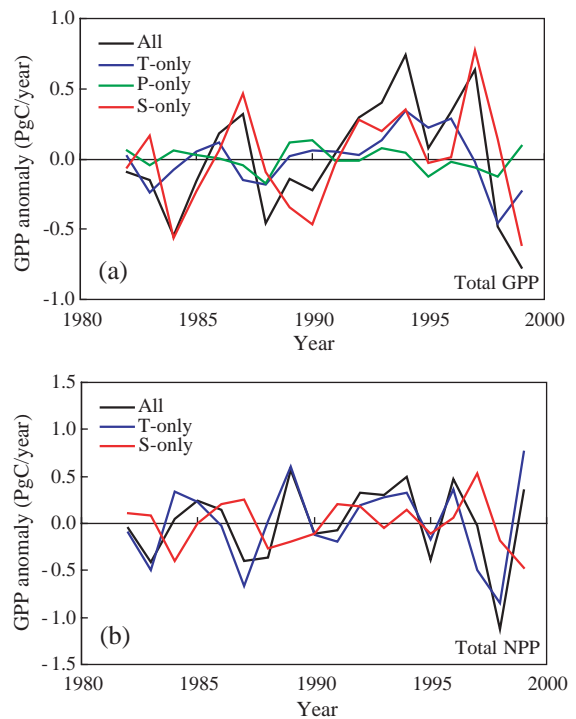 1.0
0.5
0.0
-0.5
-1.0
GPP anomaly (PgC/year)
All
T-only
P-only
S-only
(a)
Total GPP
1980
1985
1990
1995
2000
Year
1.5
1.0
0.5
0.0
- 0.5
- 1.0
- 1.5
GPP anomaly (PgC/year)
All
T-only
S-only
(b)
Total NPP
1980
1985
1990
1995
2000
Year